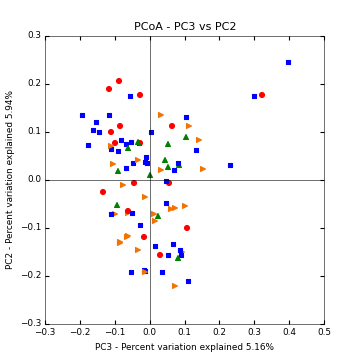 PCoA - PC3 vs PC2
0.3
0.2
0.1
0.0
−0.1
−0.2
−0.3
PC2 - Percent variation explained 5.94%
−0.3 −0.2 −0.1 0.0 0.1 0.2 0.3 0.4 0.5
PC3 - Percent variation explained 5.16%